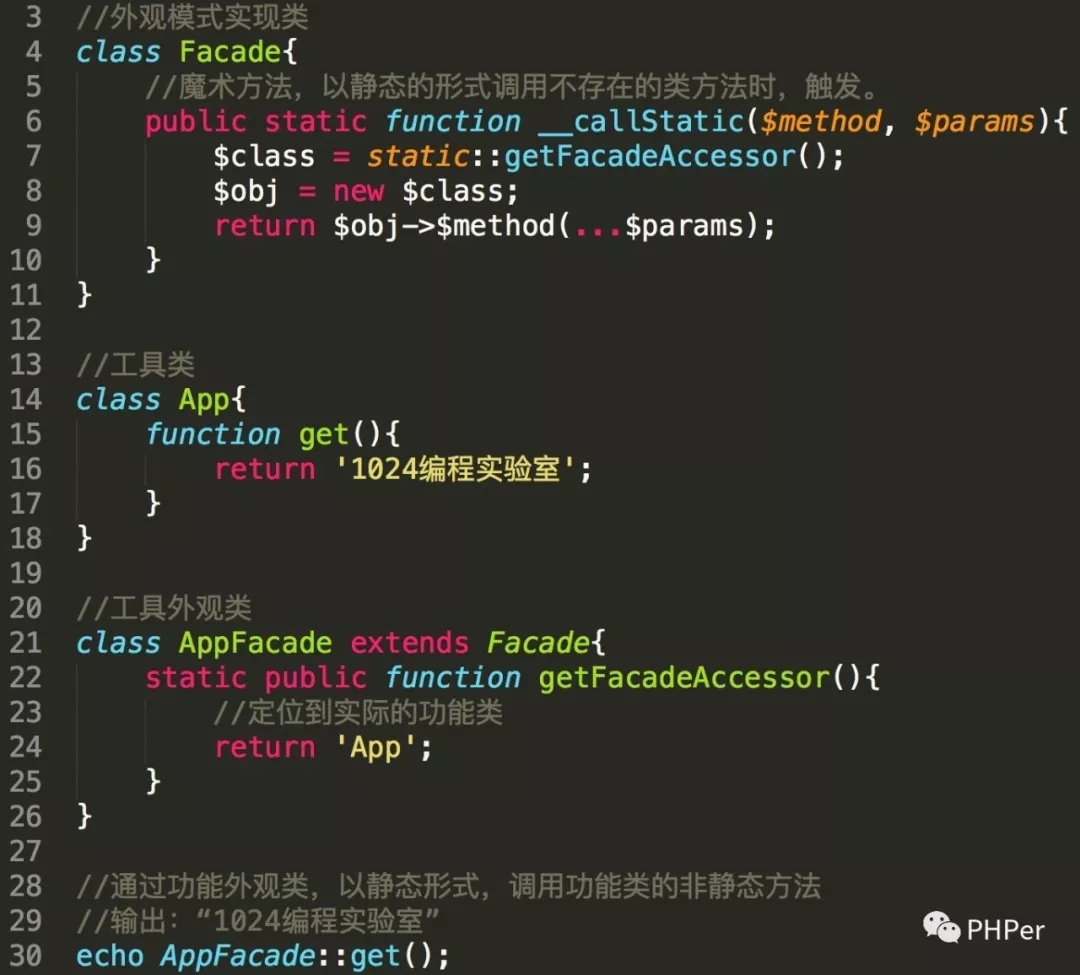 3 //外观模式实现类
4 class Facade{
5     //魔术方法，以静态的形式调用不存在的类方法时，触发。
6     public static function __callStatic($method, $params){
7         $class = static::getFacadeAccessor();
8         $obj = new $class;
9         return $obj->$method(...$params);
10     }
11 }
12
13 //工具类
14 class App{
15     function get(){
16         return '1024编程实验室';
17     }
18 }
19
20 //工具外观类
21 class AppFacade extends Facade{
22     static public function getFacadeAccessor(){
23         //定位到实际的功能类
24         return 'App';
25     }
26 }
27
28 //通过功能外观类，以静态形式，调用功能类的非静态方法
29 //输出：“1024编程实验室”
30 echo AppFacade::get();
PHPer